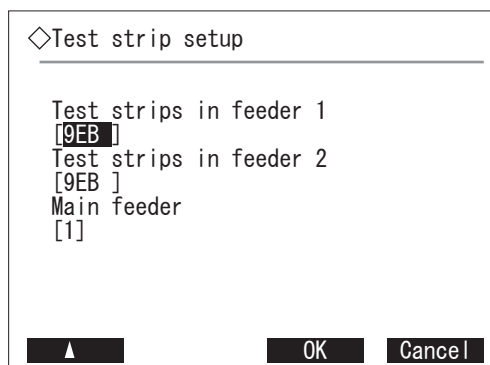 ◇Test strip setup
Test strips in feeder 1
[9EB ]
Test strips in feeder 2
[9EB ]
Main feeder
[1]
▲ OK Cancel